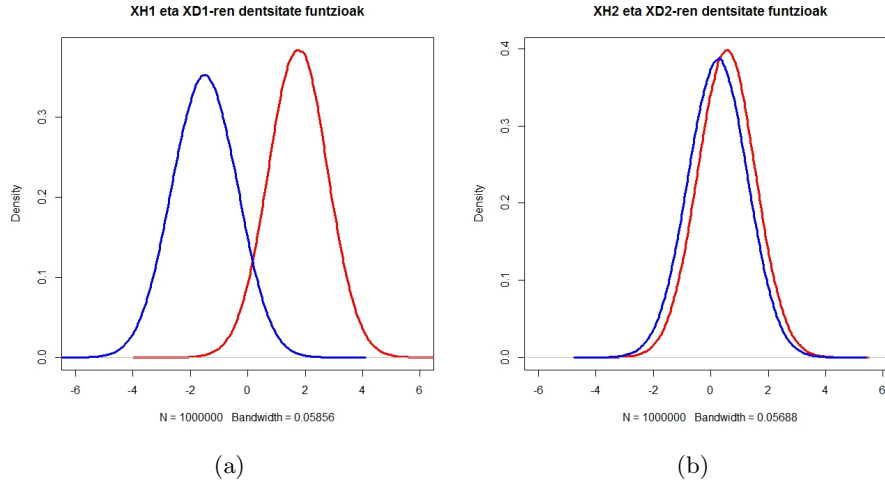 XH1 eta XD1-ren dentsitate funtzioak
Density
0.0 0.1 0.2 0.3
-6 -4 -2 0 2 4 6
N = 1000000 Bandwidth = 0.05856
(a)
XH2 eta XD2-ren dentsitate funtzioak
Density
0.0 0.1 0.2 0.3 0.4
-6 -4 -2 0 2 4 6
N = 1000000 Bandwidth = 0.05688
(b)